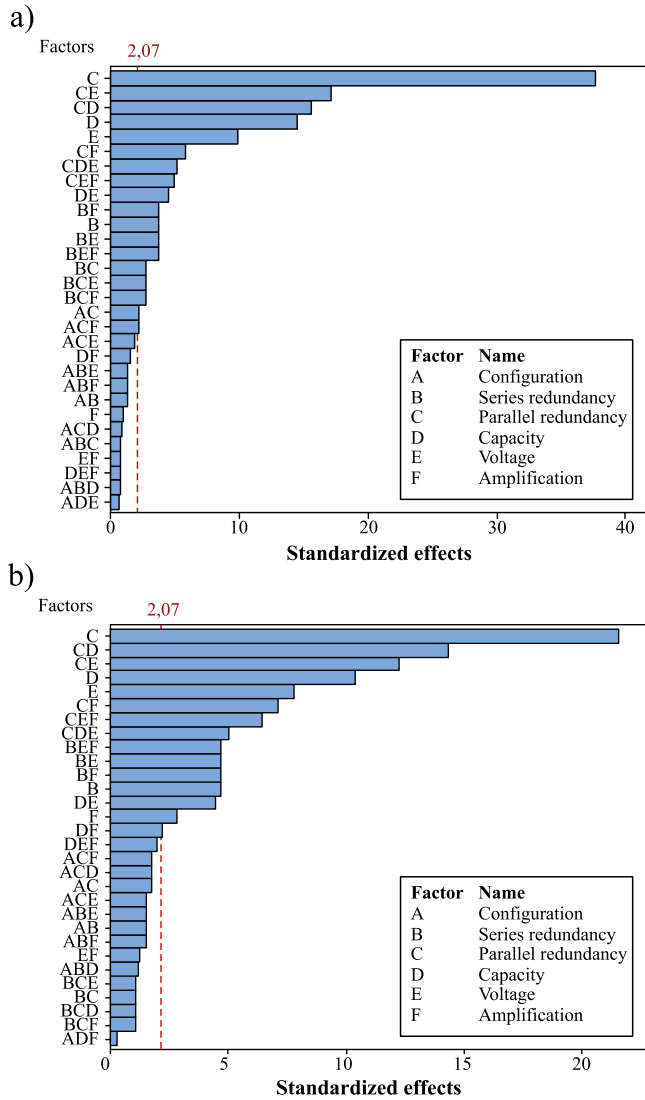 a)
Factors
2,07
C
CE
CD
D
E
CF
CDE
CEF
DE
BF
B
BE
BEF
BC
BCE
BCF
AC
ACF
ACE
DF
ABE
ABF
AB
F
ACD
ABC
EF
DEF
ABD
ADE
Factor Name
A Configuration
B Series redundancy
C Parallel redundancy
D Capacity
E Voltage
F Amplification
0 10 20 30 40
Standardized effects
b)
Factors
2,07
C
CD
CE
D
E
CF
CEF
CDE
BEF
BE
BF
B
DE
F
DF
DEF
ACF
ACD
AC
ACE
ABE
AB
ABF
EF
ABD
BCE
BC
BCD
BCF
ADF
Factor Name
A Configuration
B Series redundancy
C Parallel redundancy
D Capacity
E Voltage
F Amplification
0 5 10 15 20
Standardized effects